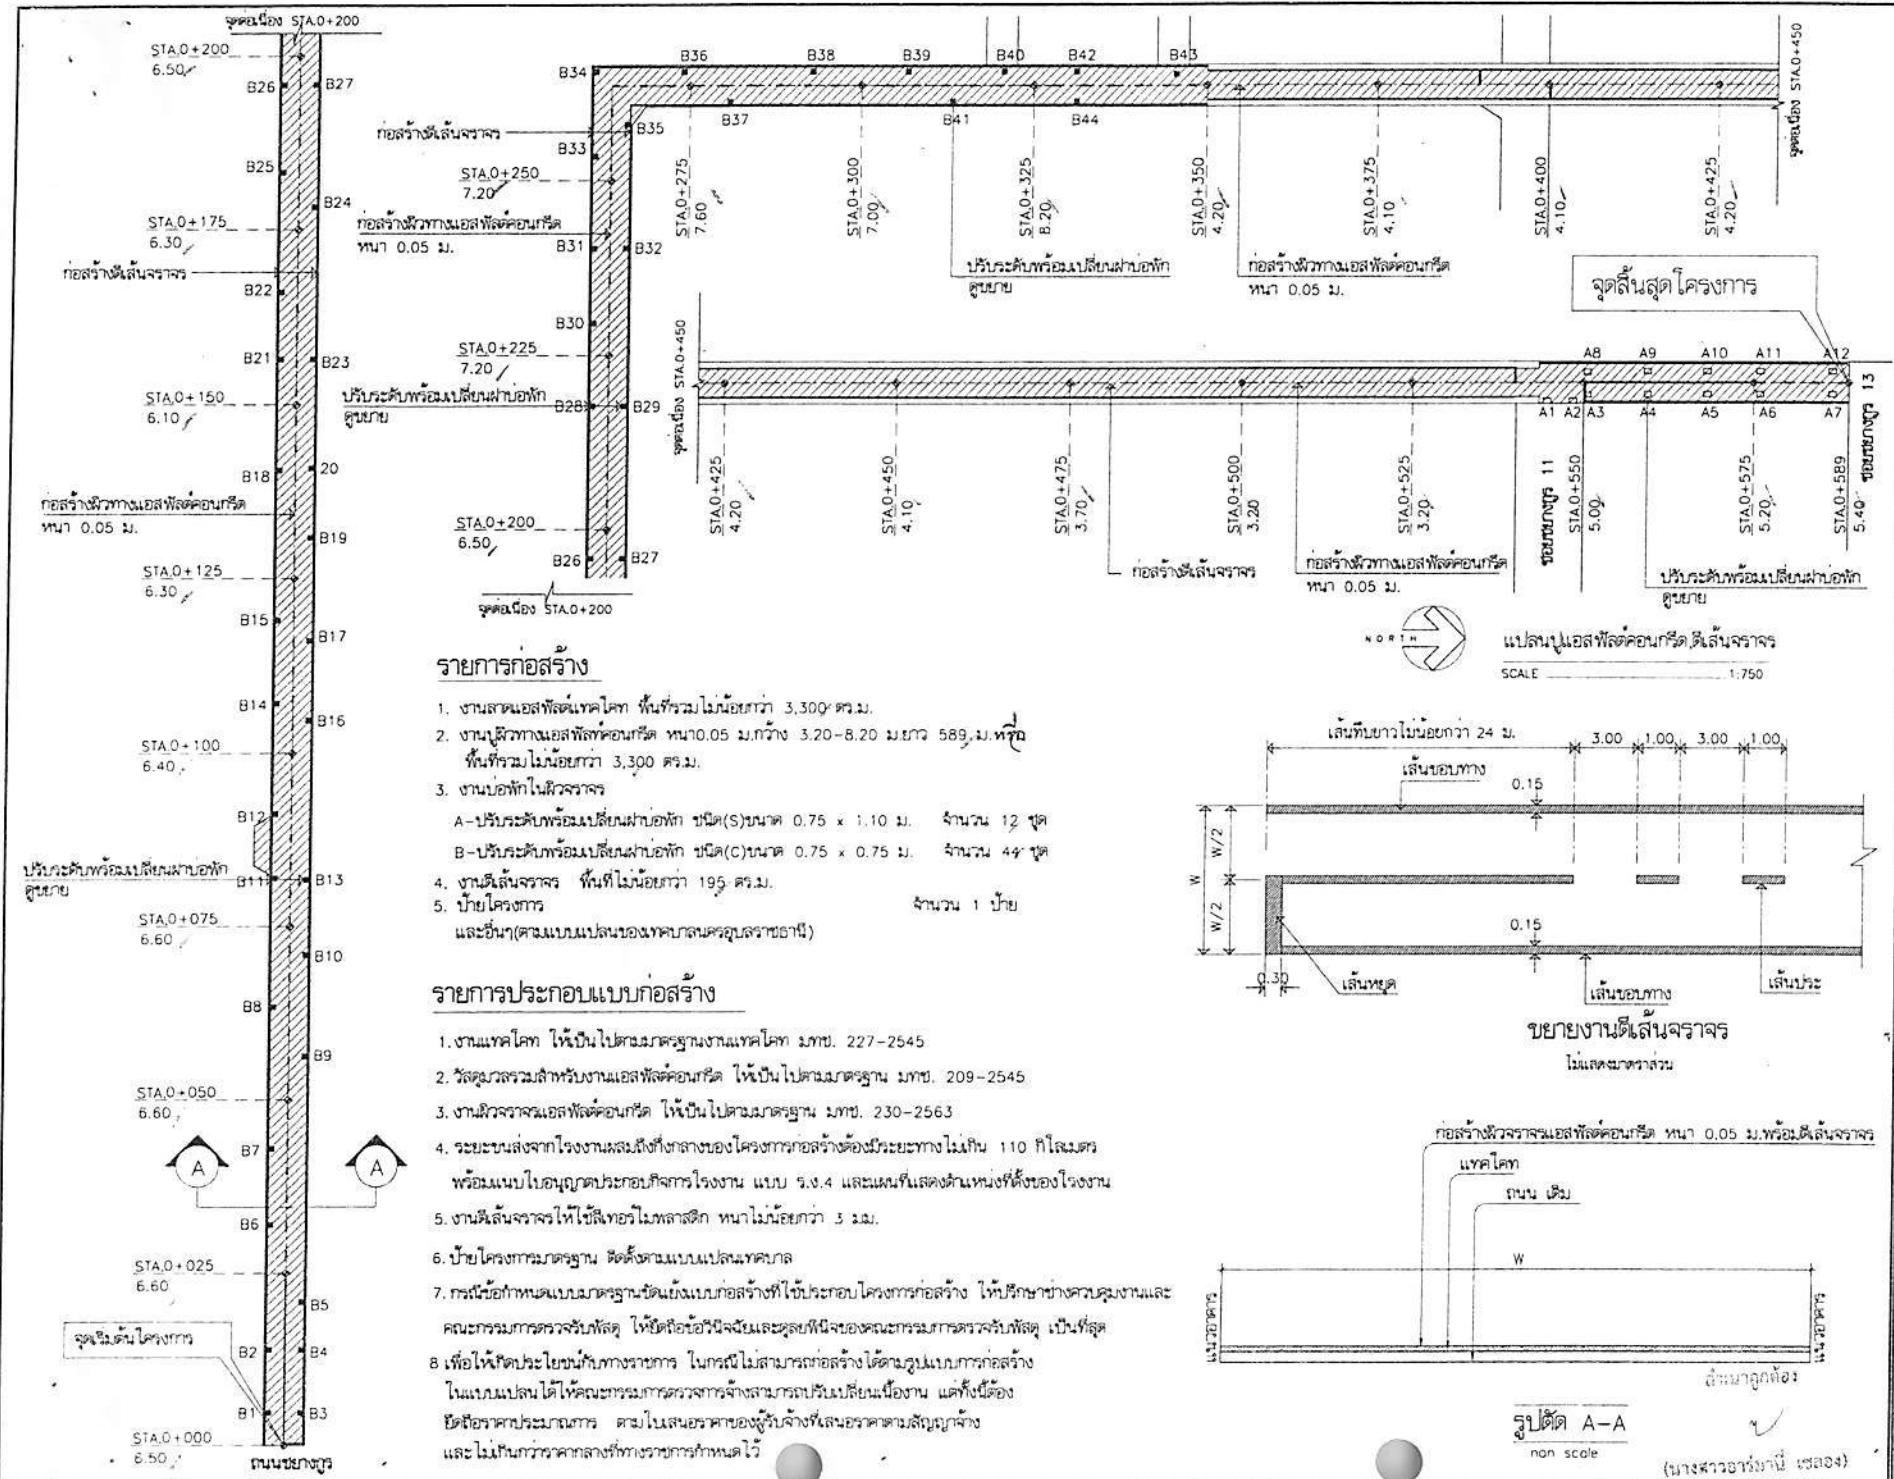 จุดต่อเนื่อง STA.0+200
STA.0+200
6.50
B26
B27
B25
B24
STA.0+175
6.30
ก่อสร้างตีเส้นจราจร
B22
B21
B23
STA.0+150
6.10
B18
20
ก่อสร้างผิวทางแอสฟัลต์คอนกรีต
หนา 0.05 ม.
B19
STA.0+125
6.30
B15
B17
B14
B16
STA.0+100
6.40
B12
ปรับระดับพร้อมเปลี่ยนฝาบ่อพัก
ดูขยาย
B11
B13
STA.0+075
6.60
B10
B8
B9
STA.0+050
6.60
B7
A
A
B6
STA.0+025
6.60
B5
จุดเริ่มต้นโครงการ
B2
B4
B1
B3
STA.0+000
6.50
ถนนชยางกูร
B34
B36
B38
B39
B40
B42
B43
B35
B37
B41
B44
จุดต่อเนื่อง STA.0+450
ก่อสร้างตีเส้นจราจร
B33
STA.0+250
7.20
ก่อสร้างผิวทางแอสฟัลต์คอนกรีต
หนา 0.05 ม.
B31
B32
B30
STA.0+225
7.20
ปรับระดับพร้อมเปลี่ยนฝาบ่อพัก
ดูขยาย
B28
B29
STA.0+200
6.50
B26
B27
จุดต่อเนื่อง STA.0+200
STA.0+275
7.60
STA.0+300
7.00
STA.0+325
8.20
STA.0+350
4.20
STA.0+375
4.10
STA.0+400
4.10
STA.0+425
4.20
ปรับระดับพร้อมเปลี่ยนฝาบ่อพัก
ดูขยาย
ก่อสร้างผิวทางแอสฟัลต์คอนกรีต
หนา 0.05 ม.
จุดสิ้นสุดโครงการ
จุดต่อเนื่อง STA.0+450
A8
A9
A10
A11
A12
A1
A2
A3
A4
A5
A6
A7
STA.0+425
4.20
STA.0+450
4.10
STA.0+475
3.70
STA.0+500
3.20
STA.0+525
3.20
ซอยชยางกูร 11
STA.0+550
5.00
STA.0+575
5.20
STA.0+589
5.40
ซอยชยางกูร 13
ก่อสร้างตีเส้นจราจร
ก่อสร้างผิวทางแอสฟัลต์คอนกรีต
หนา 0.05 ม.
ปรับระดับพร้อมเปลี่ยนฝาบ่อพัก
ดูขยาย
NORTH
แปลนปูแอสฟัลต์คอนกรีต,ตีเส้นจราจร
SCALE 1:750
รายการก่อสร้าง
1. งานลาดแอสฟัลต์แทคโคท พื้นที่รวมไม่น้อยกว่า 3,300 ตร.ม.
2. งานปูผิวทางแอสฟัลท์คอนกรีต หนา0.05 ม.กว้าง 3.20-8.20 ม.ยาว 589 ม.หรือ
พื้นที่รวมไม่น้อยกว่า 3,300 ตร.ม.
3. งานบ่อพักในผิวจราจร
A-ปรับระดับพร้อมเปลี่ยนฝาบ่อพัก ชนิด(S)ขนาด 0.75 x 1.10 ม. จำนวน 12 ชุด
B-ปรับระดับพร้อมเปลี่ยนฝาบ่อพัก ชนิด(C)ขนาด 0.75 x 0.75 ม. จำนวน 44 ชุด
4. งานตีเส้นจราจร พื้นที่ไม่น้อยกว่า 195 ตร.ม.
5. ป้ายโครงการ จำนวน 1 ป้าย
และอื่นๆ(ตามแบบแปลนของเทศบาลนครอุบลราชธานี)
รายการประกอบแบบก่อสร้าง
1.งานแทคโคท ให้เป็นไปตามมาตรฐานงานแทคโคท มทช. 227-2545
2. วัสดุมวลรวมสำหรับงานแอสฟัลต์คอนกรีต ให้เป็นไปตามมาตรฐาน มทช. 209-2545
3. งานผิวจราจรแอสฟัลต์คอนกรีต ให้เป็นไปตามมาตรฐาน มทช. 230-2563
4. ระยะขนส่งจากโรงงานผสมถึงกึ่งกลางของโครงการก่อสร้างต้องมีระยะทางไม่เกิน 110 กิโลเมตร
พร้อมแนบใบอนุญาตประกอบกิจการโรงงาน แบบ ร.ง.4 และแผนที่แสดงตำแหน่งที่ตั้งของโรงงาน
5. งานตีเส้นจราจรให้ใช้สีเทอร์โมพลาสติก หนาไม่น้อยกว่า 3 มม.
6. ป้ายโครงการมาตรฐาน ติดตั้งตามแบบแปลนเทศบาล
7. กรณีข้อกำหนดแบบมาตรฐานขัดแย้งแบบก่อสร้างที่ใช้ประกอบโครงการก่อสร้าง ให้ปรึกษาช่างควบคุมงานและ
คณะกรรมการตรวจรับพัสดุ ให้ยึดถือข้อวินิจฉัยและดุลยพินิจของคณะกรรมการตรวจรับพัสดุ เป็นที่สุด
8 เพื่อให้เกิดประโยชน์กับทางราชการ ในกรณีไม่สามารถก่อสร้างได้ตามรูปแบบการก่อสร้าง
ในแบบแปลนได้ให้คณะกรรมการตรวจการจ้างสามารถปรับเปลี่ยนเนื้องาน แต่ทั้งนี้ต้อง
ยึดถือราคาประมาณการ ตามใบเสนอราคาของผู้รับจ้างที่เสนอราคาตามสัญญาจ้าง
และไม่เกินกว่าราคากลางที่ทางราชการกำหนดไว้
เส้นทึบยาวไม่น้อยกว่า 24 ม.
3.00
1.00
3.00
1.00
เส้นขอบทาง
0.15
W
W/2
W/2
0.15
0.30
เส้นหยุด
เส้นขอบทาง
เส้นประ
ขยายงานตีเส้นจราจร
ไม่แสดงมาตราส่วน
ก่อสร้างผิวจราจรแอสฟัลต์คอนกรีต หนา 0.05 ม.พร้อมตีเส้นจราจร
แทคโคท
ถนน เดิม
W
แนวอาคาร
แนวอาคาร
สำเนาถูกต้อง
รูปตัด A-A
non scale